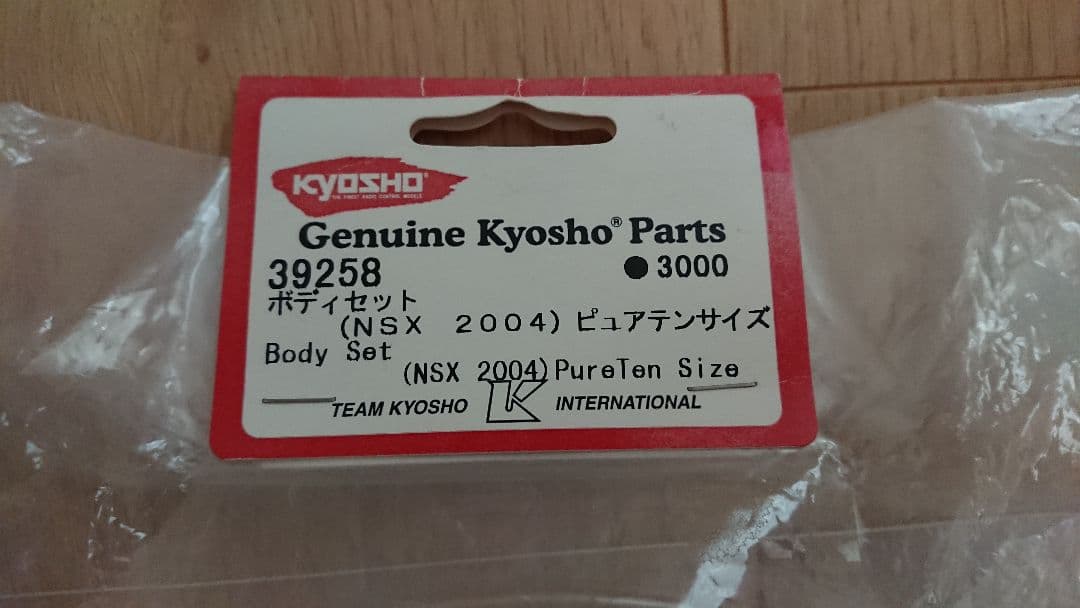 KYOSHO
THE FINEST RADIO CONTROL MODELS
Genuine Kyosho® Parts
39258 ●3000
ボディセット
(NSX 2004)ピュアテンサイズ
Body Set
(NSX 2004)PureTen Size
TEAM KYOSHO K INTERNATIONAL